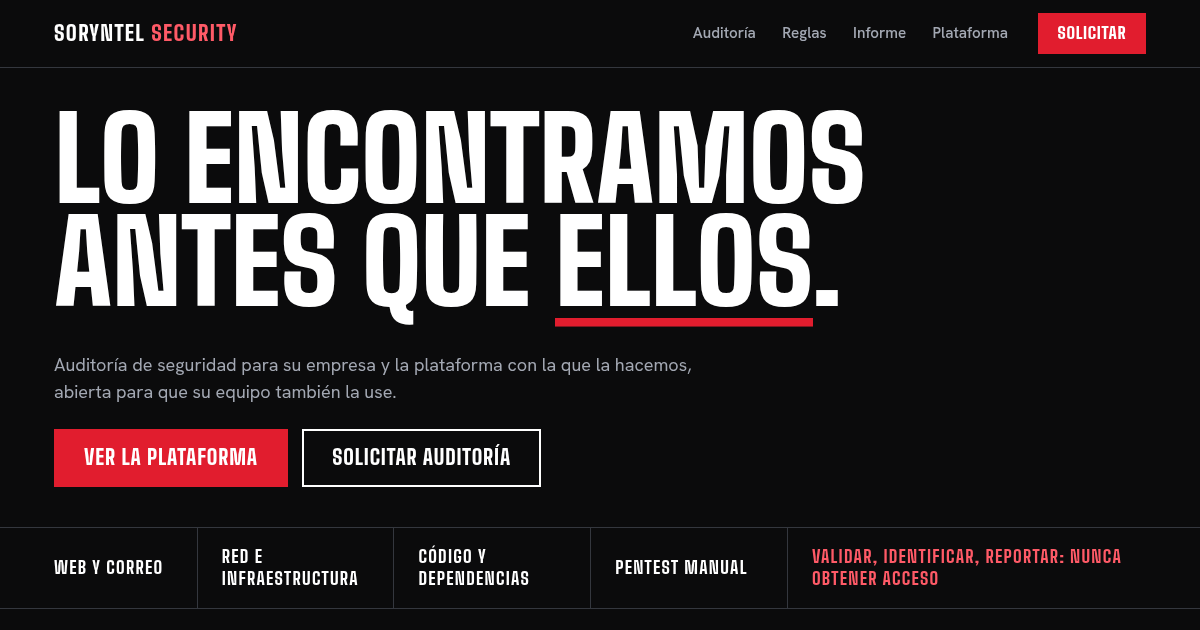 SORYNTEL SECURITY
Auditoría
Reglas
Informe
Plataforma
SOLICITAR
LO ENCONTRAMOS
ANTES QUE ELLOS.
Auditoría de seguridad para su empresa y la plataforma con la que la hacemos,
abierta para que su equipo también la use.
VER LA PLATAFORMA
SOLICITAR AUDITORÍA
WEB Y CORREO
RED E
INFRAESTRUCTURA
CÓDIGO Y
DEPENDENCIAS
PENTEST MANUAL
VALIDAR, IDENTIFICAR, REPORTAR: NUNCA
OBTENER ACCESO